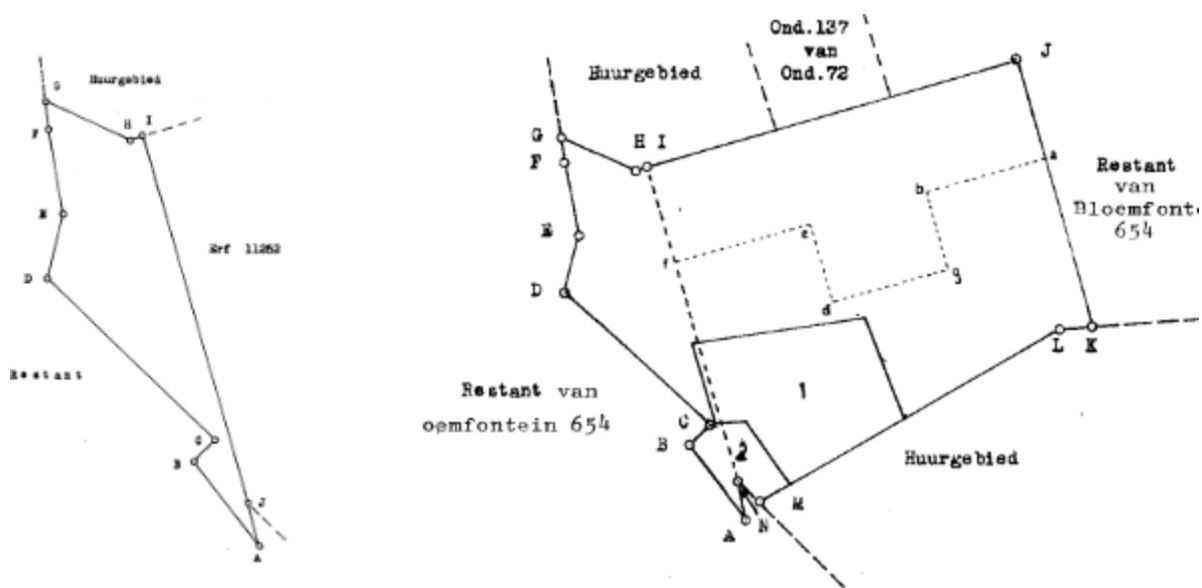 G
Huurgebied
F
H I
E
Erf 11252
D
Restant
C
B
J
A
Ond.137
van
Ond.72
Huurgebied
J
G
H I
F
a
Restant
van
Bloemfonte
654
b
E
e
f
D
g
d
L K
1
Restant van
oemfontein 654
C
B
2
Huurgebied
M
N
A